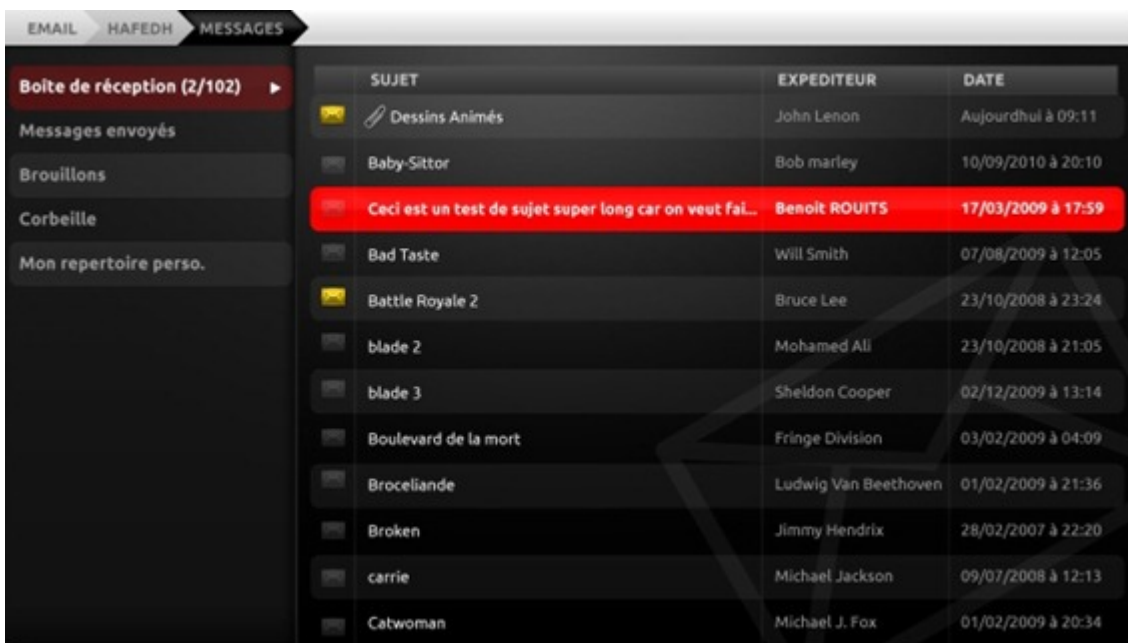 EMAIL HAFEDH MESSAGES
Boîte de réception (2/102)
Messages envoyés
Brouillons
Corbeille
Mon repertoire perso.
SUJET EXPEDITEUR DATE
Dessins Animés John Lenon Aujourdhui à 09:11
Baby-Sittor Bob marley 10/09/2010 à 20:10
Ceci est un test de sujet super long car on veut fai... Benoît ROUITS 17/03/2009 à 17:59
Bad Taste Will Smith 07/08/2009 à 12:05
Battle Royale 2 Bruce Lee 23/10/2008 à 23:24
blade 2 Mohamed Ali 23/10/2008 à 21:05
blade 3 Sheldon Cooper 02/12/2009 à 13:14
Boulevard de la mort Fringe Division 03/02/2009 à 04:09
Broceliande Ludwig Van Beethoven 01/02/2009 à 21:36
Broken Jimmy Hendrix 28/02/2007 à 22:20
carrie Michael Jackson 09/07/2008 à 12:13
Catwoman Michael J. Fox 01/02/2009 à 20:34